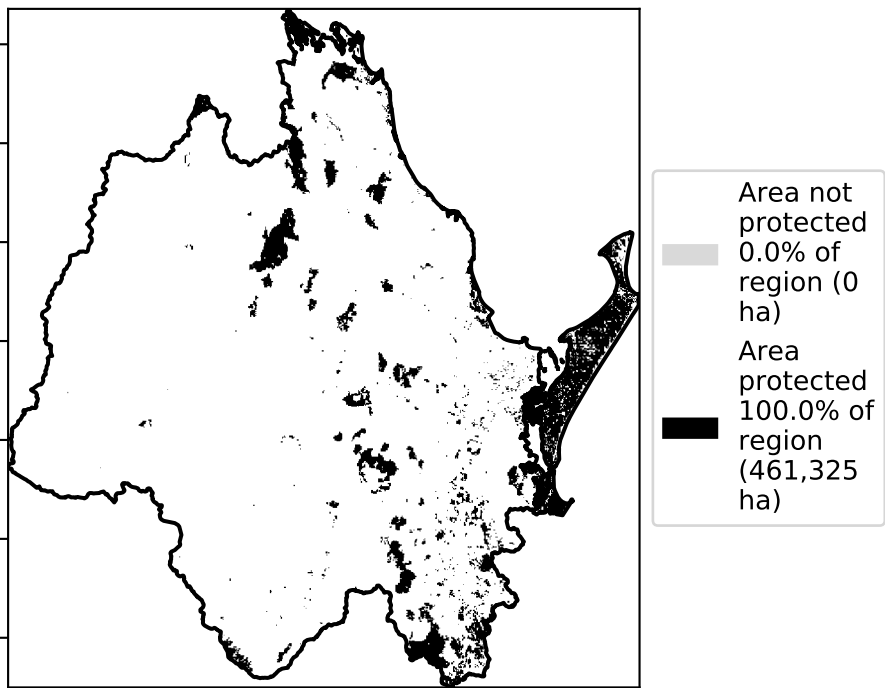 Area not
protected
0.0% of
region (0
ha)
Area
protected
100.0% of
region
(461,325
ha)